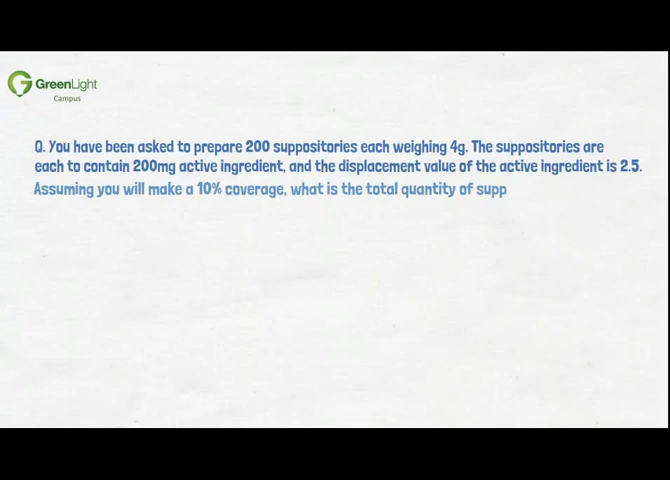 GreenLight
Campus
Q. You have been asked to prepare 200 suppositories each weighing 4g. The suppositories are
each to contain 200mg active ingredient, and the displacement value of the active ingredient is 2.5.
Assuming you will make a 10% coverage, what is the total quantity of supp